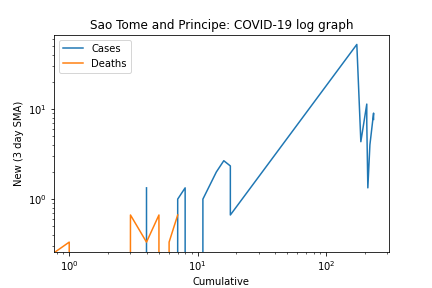 Sao Tome and Principe: COVID-19 log graph
Cases
Deaths
New (3 day SMA)
10¹
10⁰
10⁰
10¹
10²
Cumulative